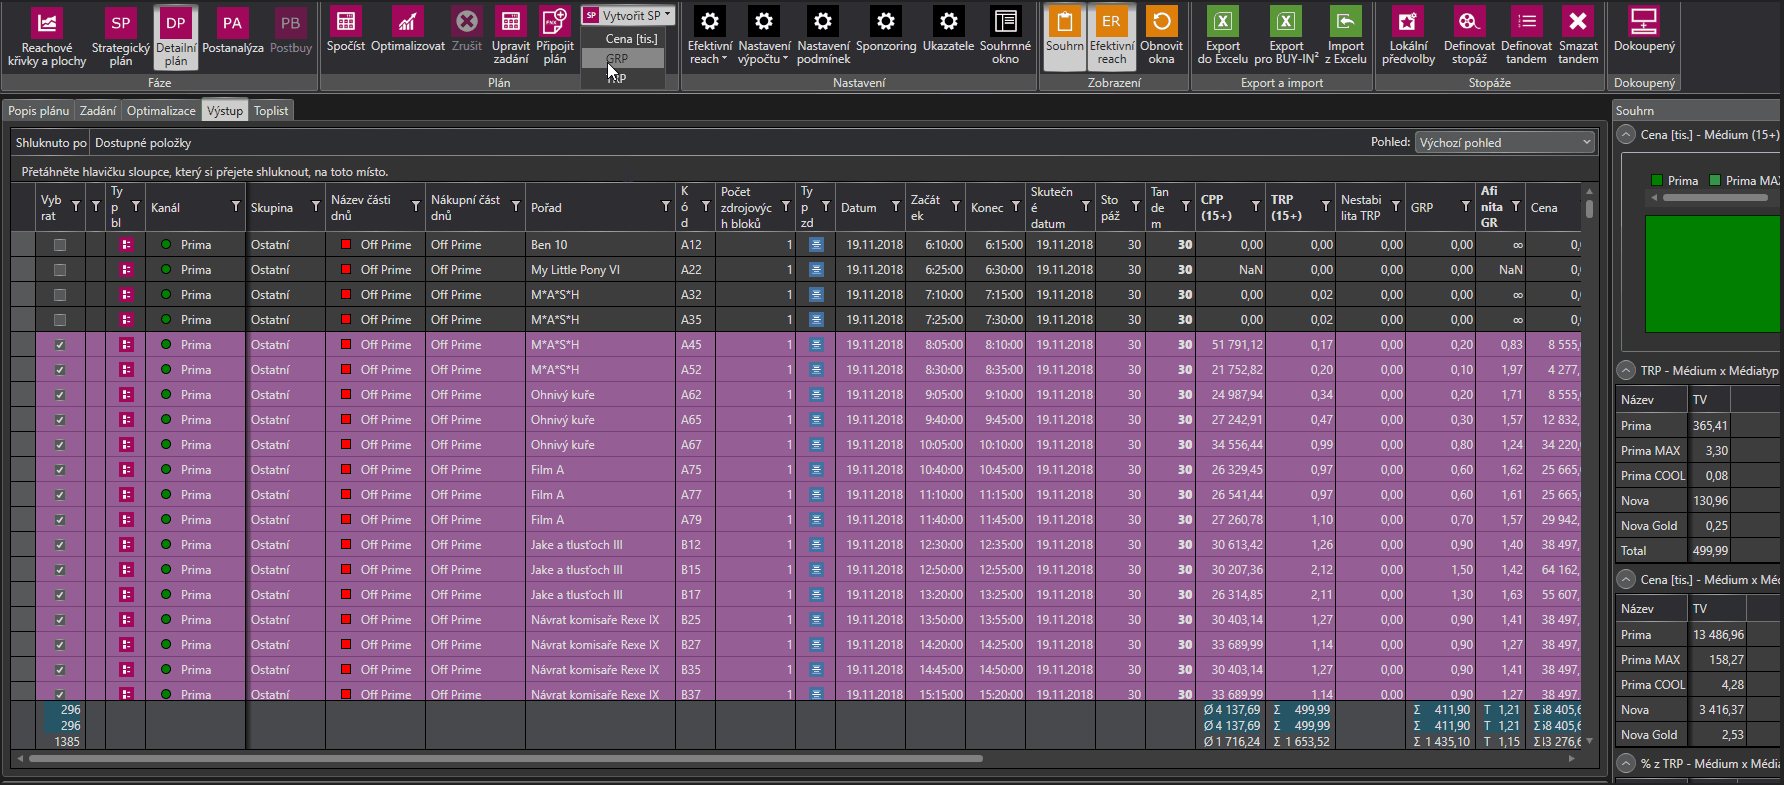 Reachové křivky a plochy
SP Strategický plán
DP Detailní plán
PA Postanalýza
PB Postbuy
Fáze
Spočíst
Optimalizovat
Zrušit
Upravit zadání
PNX Připojit plán
SP Vytvořit SP
Cena [tis.]
GRP
TRP
Plán
Efektivní reach
Nastavení výpočtu
Nastavení podmínek
Sponzoring
Ukazatele
Souhrnné okno
Nastavení
Souhrn
ER Efektivní reach
Obnovit okna
Zobrazení
Export do Excelu
Export pro BUY-IN²
Import z Excelu
Export a import
Lokální předvolby
Definovat stopáž
Definovat tandem
Smazat tandem
Stopáže
Dokoupený
Dokoupený
Popis plánu Zadání Optimalizace Výstup Toplist
Shluknuto po Dostupné položky
Pohled: Výchozí pohled
Přetáhněte hlavičku sloupce, který si přejete shluknout, na toto místo.
Vyb rat Ty p bl Kanál Skupina Název části dnů Nákupní část dnů Pořad K ó d Počet zdrojovýc h bloků Ty p zd Datum Začát ek Konec Skutečn é datum Sto páž Tan de m CPP (15+) TRP (15+) Nestabi lita TRP GRP Afi nita GR Cena
Prima Ostatní Off Prime Off Prime Ben 10 A12 1 19.11.2018 6:10:00 6:15:00 19.11.2018 30 30 0,00 0,00 0,00 0,00 ∞ 0,
Prima Ostatní Off Prime Off Prime My Little Pony VI A22 1 19.11.2018 6:25:00 6:30:00 19.11.2018 30 30 NaN 0,00 0,00 0,00 NaN 0,
Prima Ostatní Off Prime Off Prime M*A*S*H A32 1 19.11.2018 7:10:00 7:15:00 19.11.2018 30 30 0,00 0,02 0,00 0,00 ∞ 0,
Prima Ostatní Off Prime Off Prime M*A*S*H A35 1 19.11.2018 7:25:00 7:30:00 19.11.2018 30 30 0,00 0,02 0,00 0,00 ∞ 0,
Prima Ostatní Off Prime Off Prime M*A*S*H A45 1 19.11.2018 8:05:00 8:10:00 19.11.2018 30 30 51 791,12 0,17 0,00 0,20 0,83 8 555,
Prima Ostatní Off Prime Off Prime M*A*S*H A52 1 19.11.2018 8:30:00 8:35:00 19.11.2018 30 30 21 752,82 0,20 0,00 0,10 1,97 4 277,
Prima Ostatní Off Prime Off Prime Ohnivý kuře A62 1 19.11.2018 9:05:00 9:10:00 19.11.2018 30 30 24 987,94 0,34 0,00 0,20 1,71 8 555,
Prima Ostatní Off Prime Off Prime Ohnivý kuře A65 1 19.11.2018 9:40:00 9:45:00 19.11.2018 30 30 27 242,91 0,47 0,00 0,30 1,57 12 832,
Prima Ostatní Off Prime Off Prime Ohnivý kuře A67 1 19.11.2018 10:05:00 10:10:00 19.11.2018 30 30 34 556,44 0,99 0,00 0,80 1,24 34 220,
Prima Ostatní Off Prime Off Prime Film A A75 1 19.11.2018 10:40:00 10:45:00 19.11.2018 30 30 26 329,45 0,97 0,00 0,60 1,62 25 665,
Prima Ostatní Off Prime Off Prime Film A A77 1 19.11.2018 11:10:00 11:15:00 19.11.2018 30 30 26 541,44 0,97 0,00 0,60 1,61 25 665,
Prima Ostatní Off Prime Off Prime Film A A79 1 19.11.2018 11:40:00 11:45:00 19.11.2018 30 30 27 260,78 1,10 0,00 0,70 1,57 29 942,
Prima Ostatní Off Prime Off Prime Jake a tlusťoch III B12 1 19.11.2018 12:30:00 12:35:00 19.11.2018 30 30 30 613,42 1,26 0,00 0,90 1,40 38 497,
Prima Ostatní Off Prime Off Prime Jake a tlusťoch III B15 1 19.11.2018 12:50:00 12:55:00 19.11.2018 30 30 30 207,36 2,12 0,00 1,50 1,42 64 162,
Prima Ostatní Off Prime Off Prime Jake a tlusťoch III B17 1 19.11.2018 13:20:00 13:25:00 19.11.2018 30 30 26 314,85 2,11 0,00 1,30 1,63 55 607,
Prima Ostatní Off Prime Off Prime Návrat komisaře Rexe IX B25 1 19.11.2018 13:50:00 13:55:00 19.11.2018 30 30 30 403,14 1,27 0,00 0,90 1,41 38 497,
Prima Ostatní Off Prime Off Prime Návrat komisaře Rexe IX B27 1 19.11.2018 14:20:00 14:25:00 19.11.2018 30 30 33 689,99 1,14 0,00 0,90 1,27 38 497,
Prima Ostatní Off Prime Off Prime Návrat komisaře Rexe IX B35 1 19.11.2018 14:45:00 14:50:00 19.11.2018 30 30 30 403,14 1,27 0,00 0,90 1,41 38 497,
Prima Ostatní Off Prime Off Prime Návrat komisaře Rexe IX B37 1 19.11.2018 15:15:00 15:20:00 19.11.2018 30 30 33 689,99 1,14 0,00 0,90 1,27 38 497,
296 Ø 4 137,69 Σ 499,99 Σ 411,90 T 1,21 Σ 58 405,6
296 Ø 4 137,69 Σ 499,99 Σ 411,90 T 1,21 Σ 58 405,6
1385 Ø 1 716,24 Σ 1 653,52 Σ 1 435,10 T 1,15
Souhrn
Cena [tis.] - Médium (15+)
Prima Prima MAX
TRP - Médium x Médiatyp
Název TV
Prima 365,41
Prima MAX 3,30
Prima COOL 0,08
Nova 130,96
Nova Gold 0,25
Total 499,99
Cena [tis.] - Médium x Méd
Název TV
Prima 13 486,96
Prima MAX 158,27
Prima COOL 4,28
Nova 3 416,37
Nova Gold 2,53
% z TRP - Médium x Média